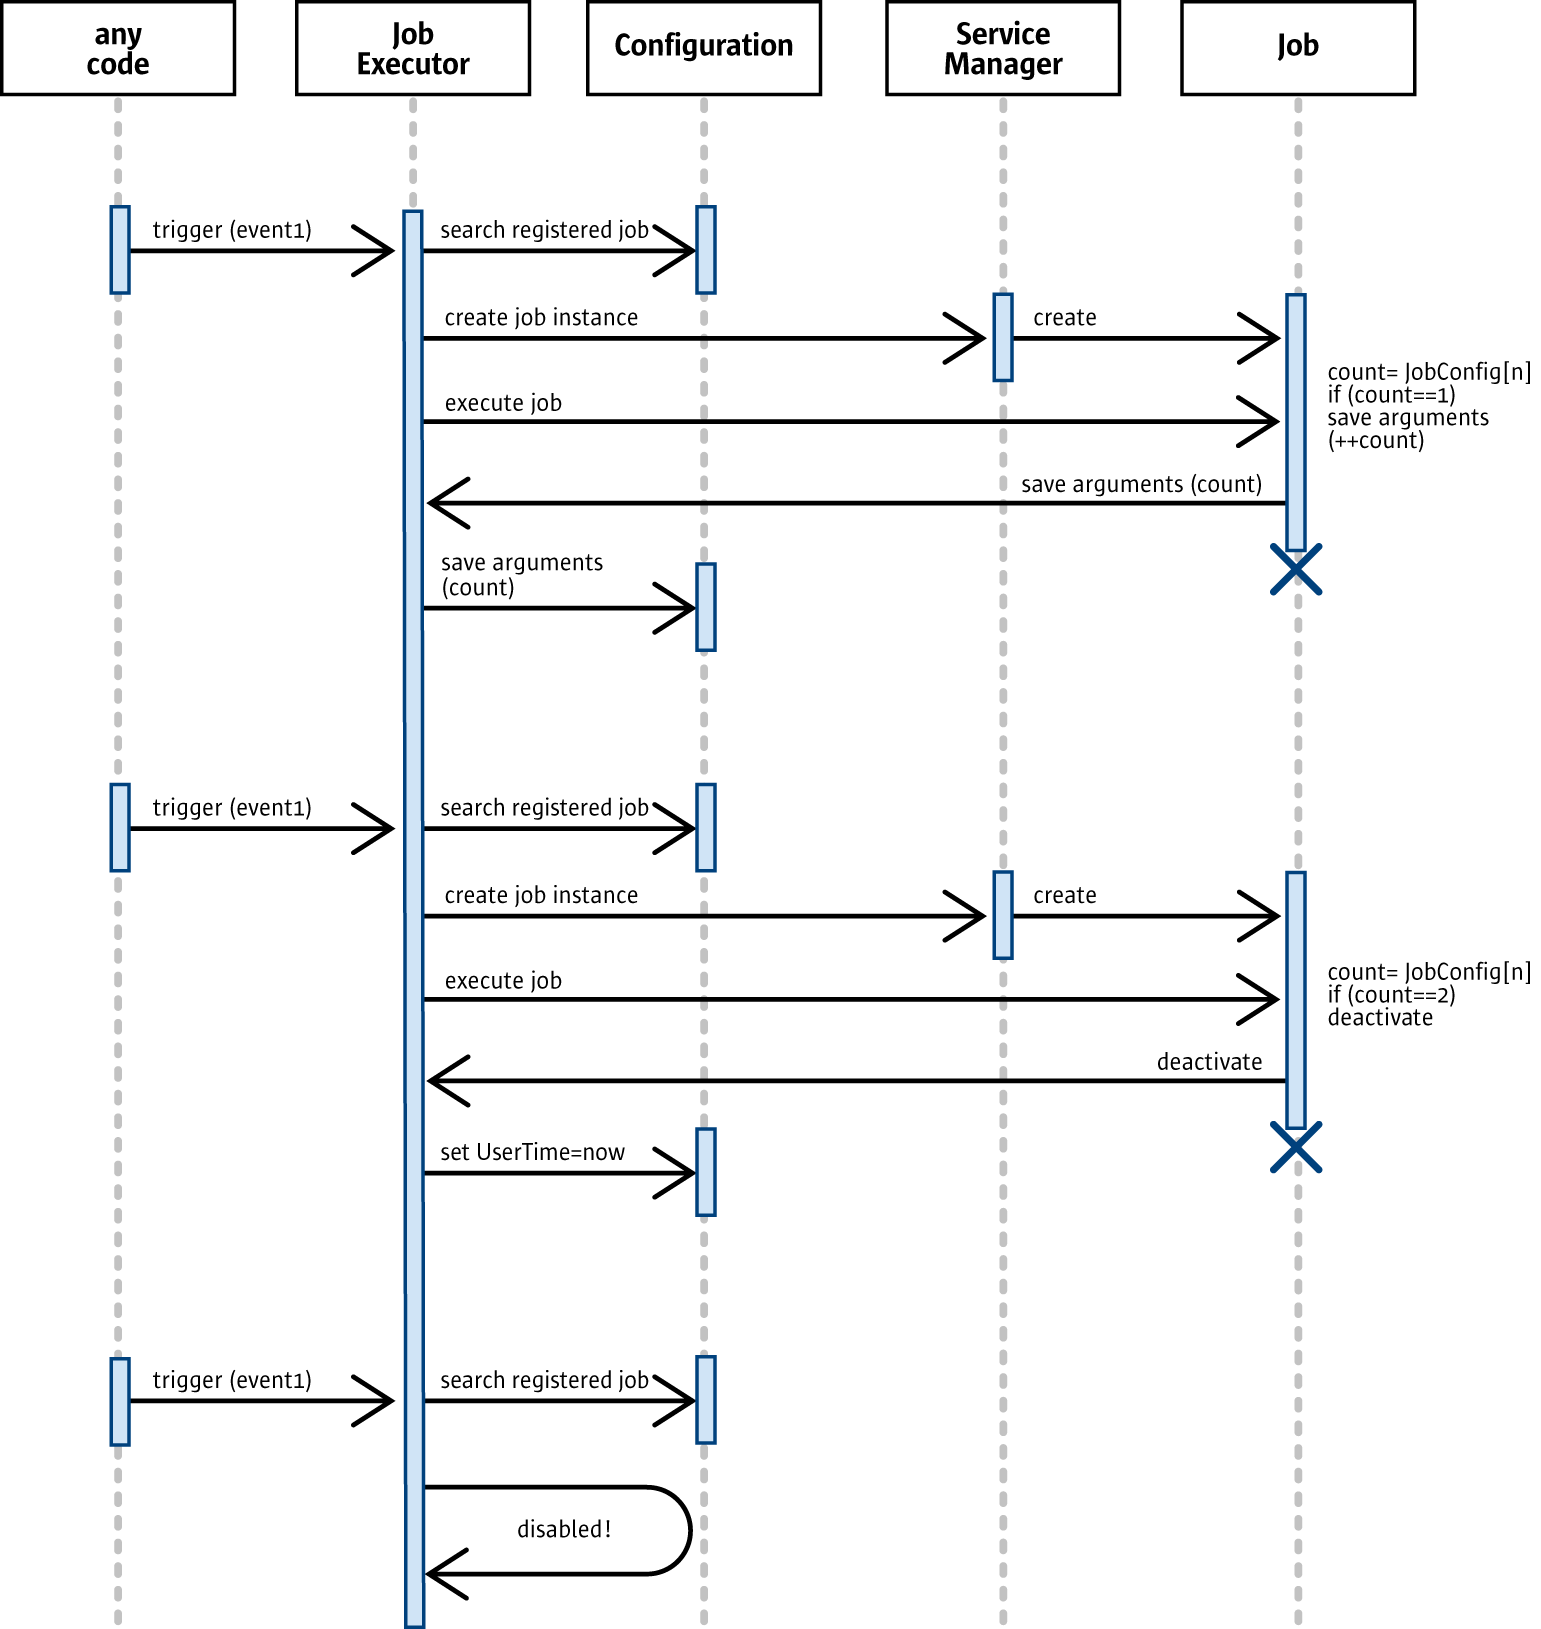 any
code
Job
Executor
Configuration
Service
Manager
Job
trigger (event1)
search registered job
create job instance
create
count= JobConfig[n]
if (count==1)
save arguments
(++count)
execute job
save arguments (count)
save arguments
(count)
trigger (event1)
search registered job
create job instance
create
execute job
count= JobConfig[n]
if (count==2)
deactivate
deactivate
set UserTime=now
trigger (event1)
search registered job
disabled!